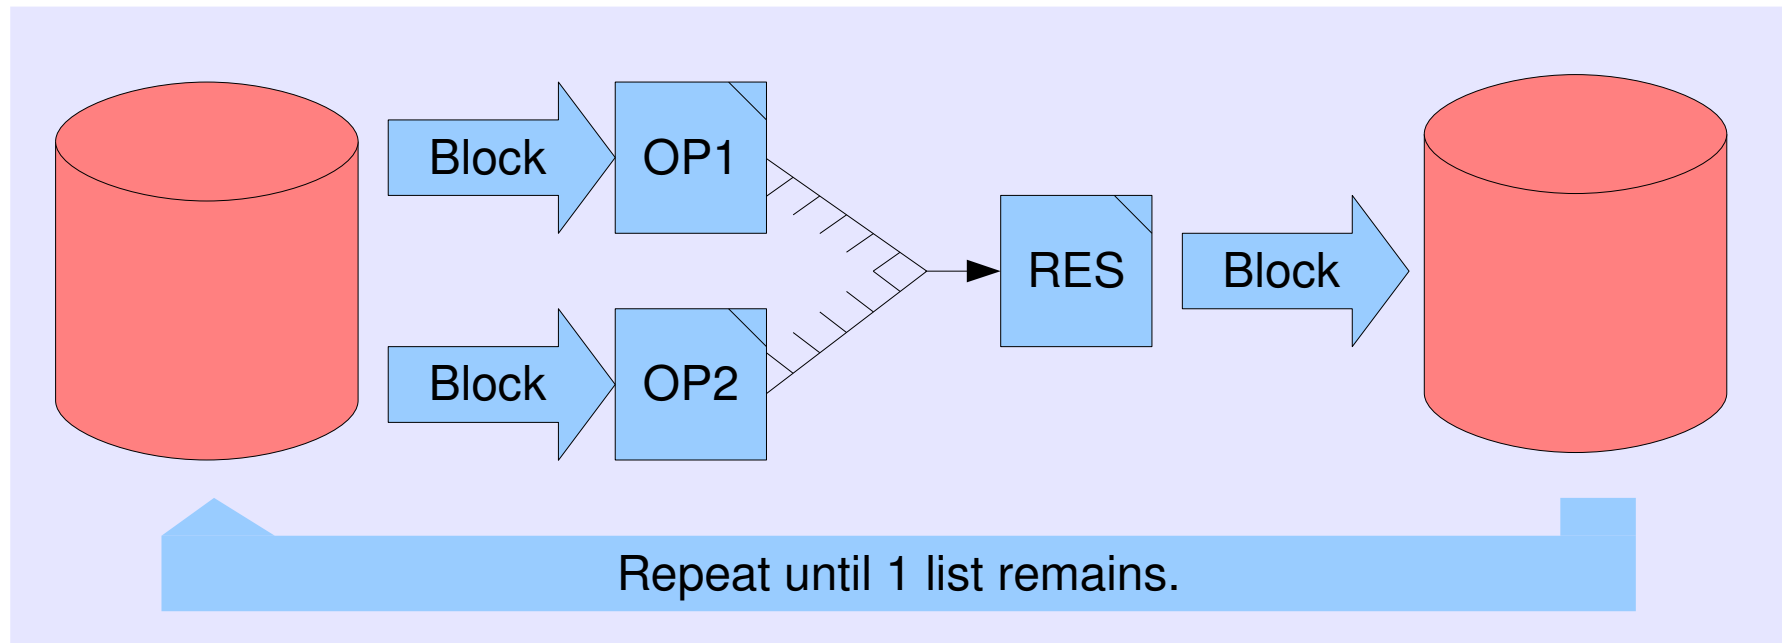 Block
OP1
RES
Block
Block
OP2
Repeat until 1 list remains.